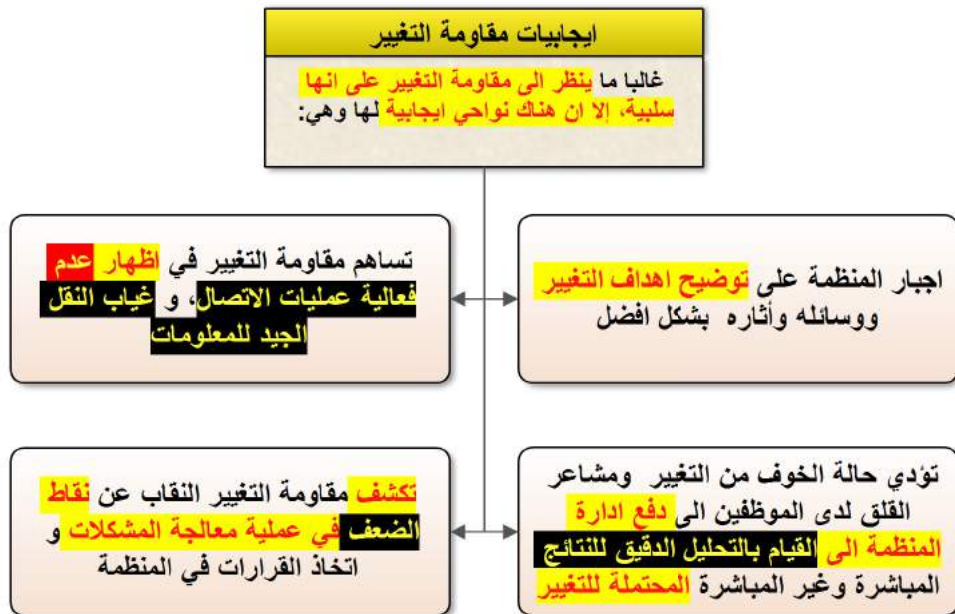 ايجابيات مقاومة التغيير
غالبا ما ينظر الى مقاومة التغيير على انها
سلبية، إلا ان هناك نواحي ايجابية لها وهي:
اجبار المنظمة على توضيح اهداف التغيير
ووسائله وأثاره بشكل افضل
تساهم مقاومة التغيير في اظهار عدم
فعالية عمليات الاتصال، و غياب النقل
الجيد للمعلومات
تؤدي حالة الخوف من التغيير ومشاعر
القلق لدى الموظفين الى دفع ادارة
المنظمة الى القيام بالتحليل الدقيق للنتائج
المباشرة وغير المباشرة المحتملة للتغيير
تكشف مقاومة التغيير النقاب عن نقاط
الضعف في عملية معالجة المشكلات و
اتخاذ القرارات في المنظمة